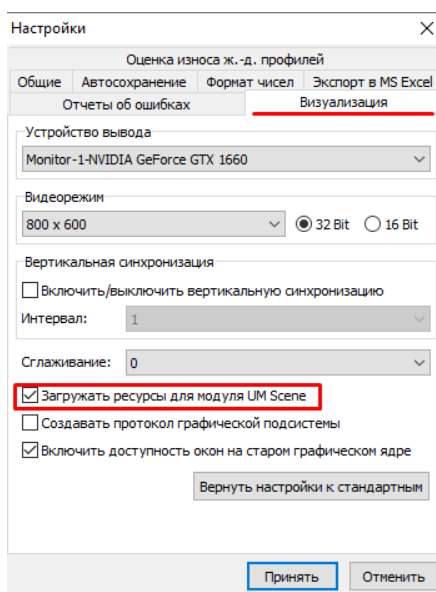 Настройки
Оценка износа ж.-д. профилей
Общие Автосохранение Формат чисел Экспорт в MS Excel
Отчеты об ошибках Визуализация
Устройство вывода
Monitor-1-NVIDIA GeForce GTX 1660
Видеорежим
800 x 600 32 Bit 16 Bit
Вертикальная синхронизация
Включить/выключить вертикальную синхронизацию
Интервал: 1
Сглаживание: 0
Загружать ресурсы для модуля UM Scene
Создавать протокол графической подсистемы
Включить доступность окон на старом графическом ядре
Вернуть настройки к стандартным
Принять Отменить